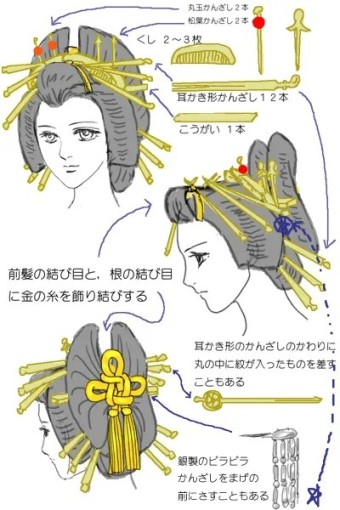 丸玉かんざし2本
松葉かんざし2本
くし 2～3枚
耳かき形かんざし12本
こうがい 1本
前髪の結び目と，根の結び目
に金の糸を飾り結びする
耳かき形のかんざしのかわりに
丸の中に紋が入ったものを差す
こともある
銀製のビラビラ
かんざしをまげの
前にさすこともある